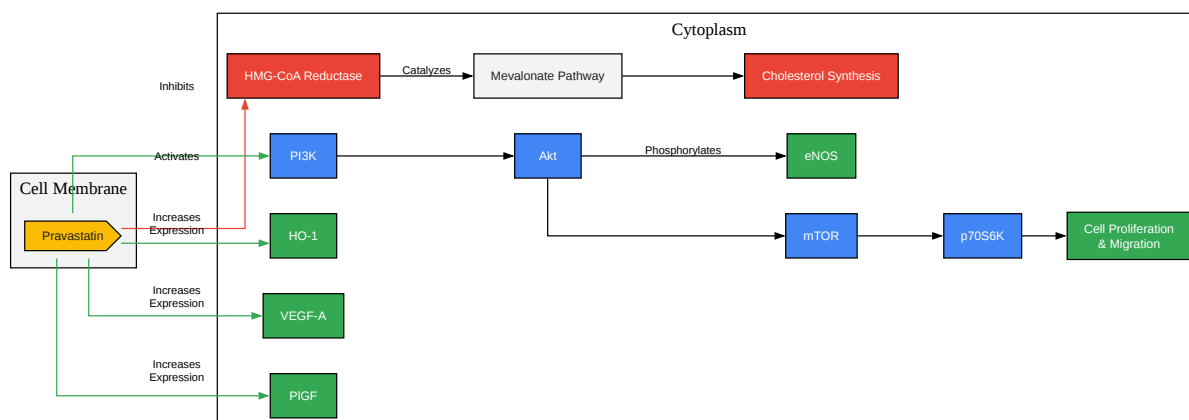 Cytoplasm
Inhibits
HMG-CoA Reductase
Catalyzes
Mevalonate Pathway
Cholesterol Synthesis
Activates
PI3K
Akt
Phosphorylates
eNOS
Cell Membrane
Pravastatin
Increases
Expression
HO-1
mTOR
p70S6K
Cell Proliferation
& Migration
Increases
Expression
VEGF-A
Increases
Expression
PlGF